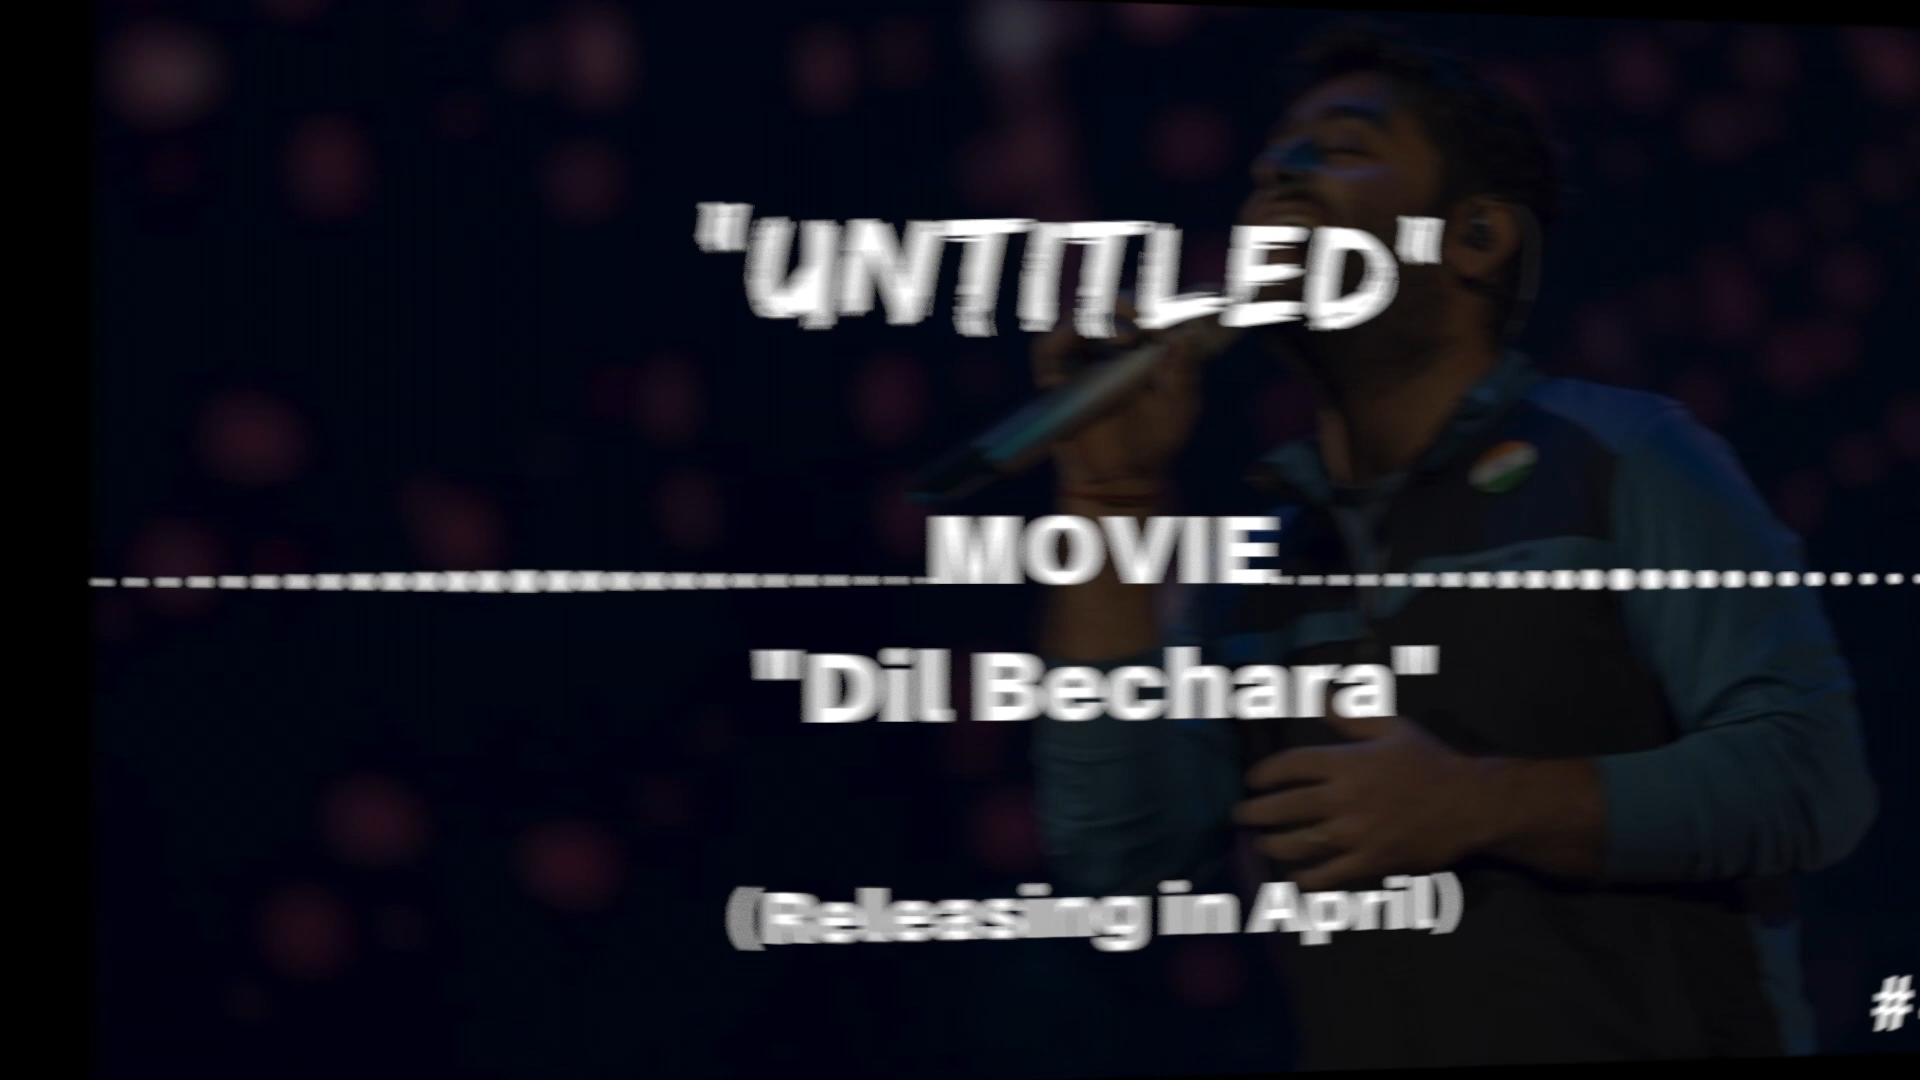 "UNTITLED"
MOVIE
"Dil Bechara"
(Releasing in April)
#